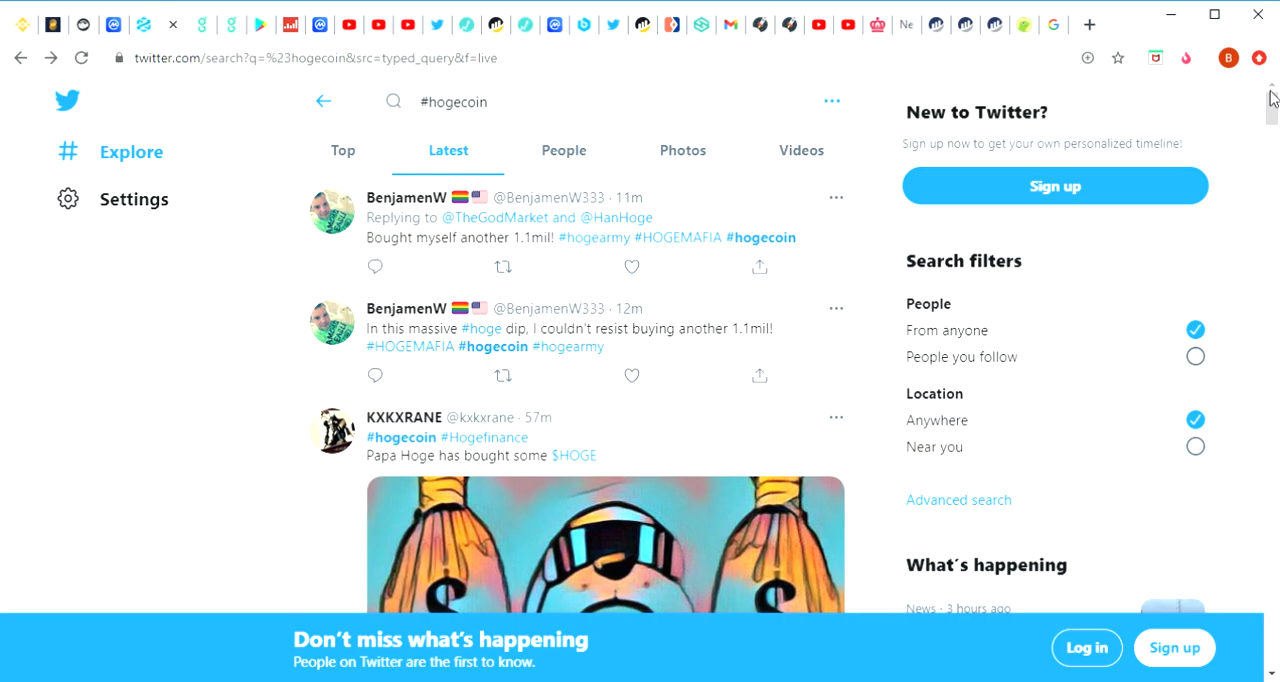 Ne
twitter.com/search?q=%23hogecoin&src=typed_query&f=live
B
#hogecoin
Explore
Settings
Top
Latest
People
Photos
Videos
BenjamenW @BenjamenW333 · 11m
Replying to @TheGodMarket and @HanHoge
Bought myself another 1.1mil! #hogearmy #HOGEMAFIA #hogecoin
BenjamenW @BenjamenW333 · 12m
In this massive #hoge dip, I couldn't resist buying another 1.1mil!
#HOGEMAFIA #hogecoin #hogearmy
KXKXRANE @kxkxrane · 57m
#hogecoin #Hogefinance
Papa Hoge has bought some $HOGE
$ $
New to Twitter?
Sign up now to get your own personalized timeline!
Sign up
Search filters
People
From anyone
People you follow
Location
Anywhere
Near you
Advanced search
What's happening
News · 3 hours ago
Don't miss what's happening
People on Twitter are the first to know.
Log in
Sign up